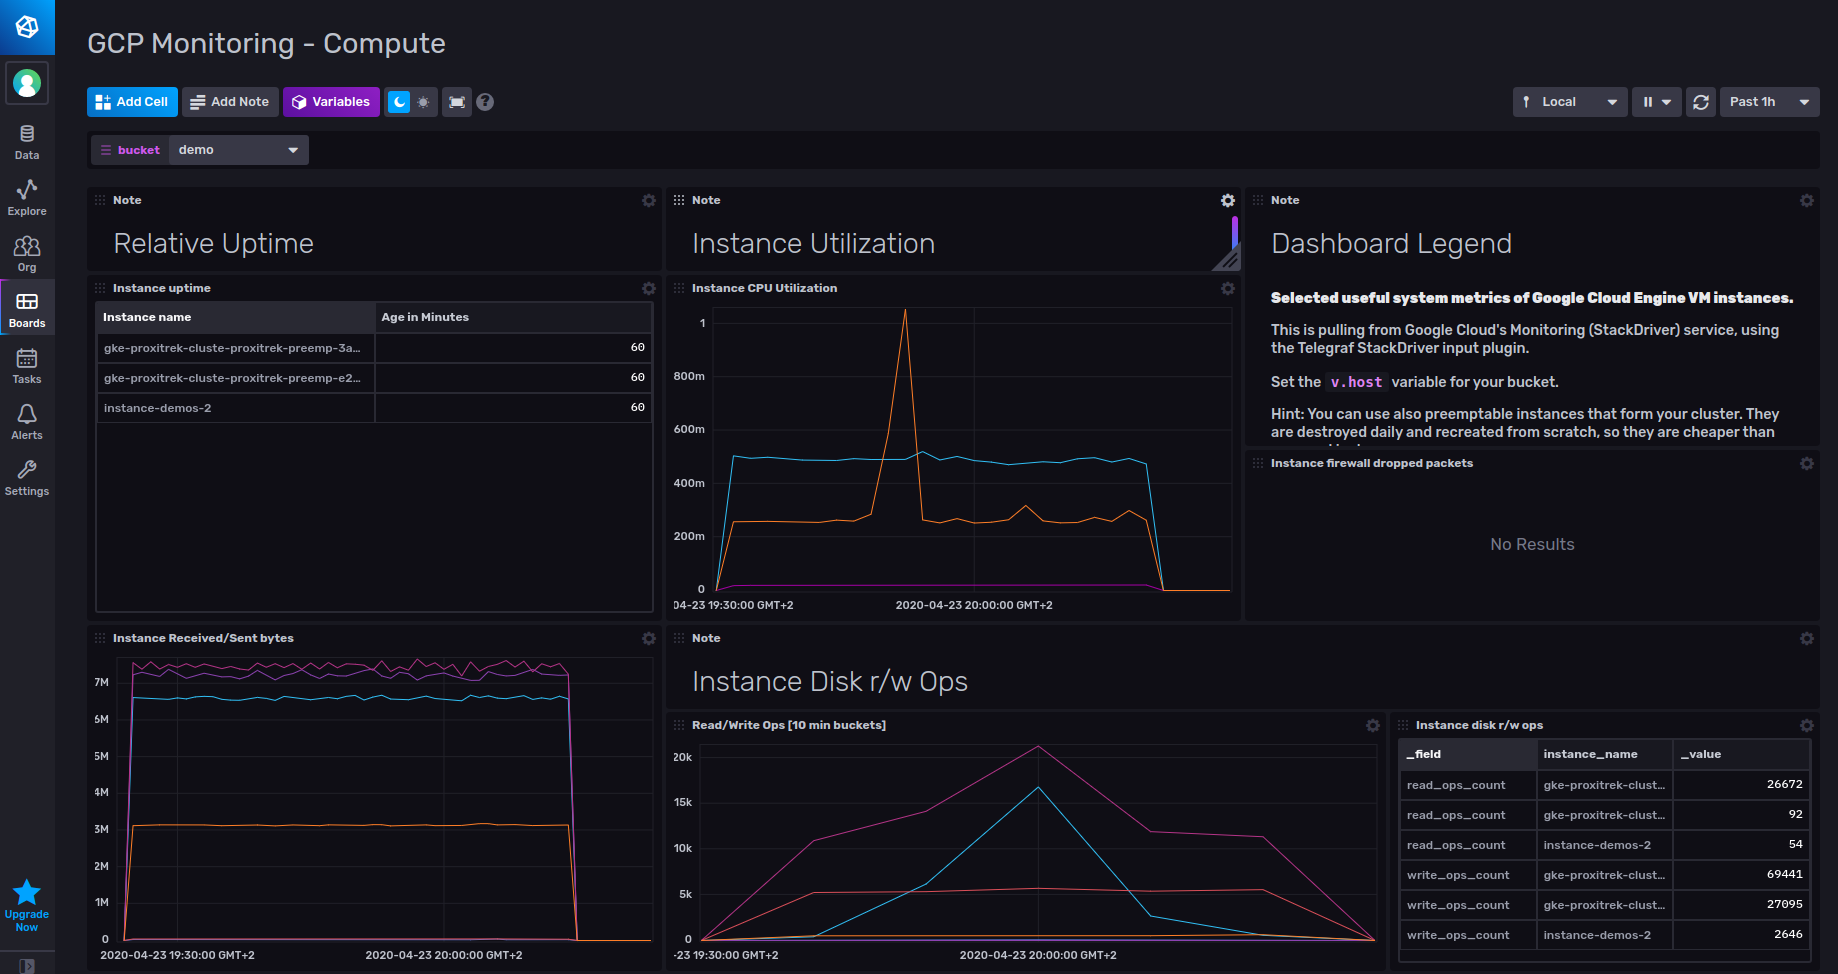 GCP Monitoring - Compute
Add Cell
Add Note
Variables
?
Local
Past 1h
bucket
demo
Data
Explore
Org
Boards
Tasks
Alerts
Settings
Upgrade
Now
Note
Relative Uptime
Note
Instance Utilization
Note
Dashboard Legend
Selected useful system metrics of Google Cloud Engine VM instances.
This is pulling from Google Cloud's Monitoring (StackDriver) service, using
the Telegraf StackDriver input plugin.
Set the v.host variable for your bucket.
Hint: You can use also preemptable instances that form your cluster. They
are destroyed daily and recreated from scratch, so they are cheaper than
Instance uptime
Instance name Age in Minutes
gke-proxitrek-cluste-proxitrek-preemp-3a... 60
gke-proxitrek-cluste-proxitrek-preemp-e2... 60
instance-demos-2 60
Instance CPU Utilization
1
800m
600m
400m
200m
0
04-23 19:30:00 GMT+2
2020-04-23 20:00:00 GMT+2
Instance firewall dropped packets
No Results
Instance Received/Sent bytes
7M
6M
5M
4M
3M
2M
1M
0
2020-04-23 19:30:00 GMT+2
2020-04-23 20:00:00 GMT+2
Note
Instance Disk r/w Ops
Read/Write Ops [10 min buckets]
20k
15k
10k
5k
0
-23 19:30:00 GMT+2
2020-04-23 20:00:00 GMT+2
Instance disk r/w ops
_field instance_name _value
read_ops_count gke-proxitrek-clust... 26672
read_ops_count gke-proxitrek-clust... 92
read_ops_count instance-demos-2 54
write_ops_count gke-proxitrek-clust... 69441
write_ops_count gke-proxitrek-clust... 27095
write_ops_count instance-demos-2 2646